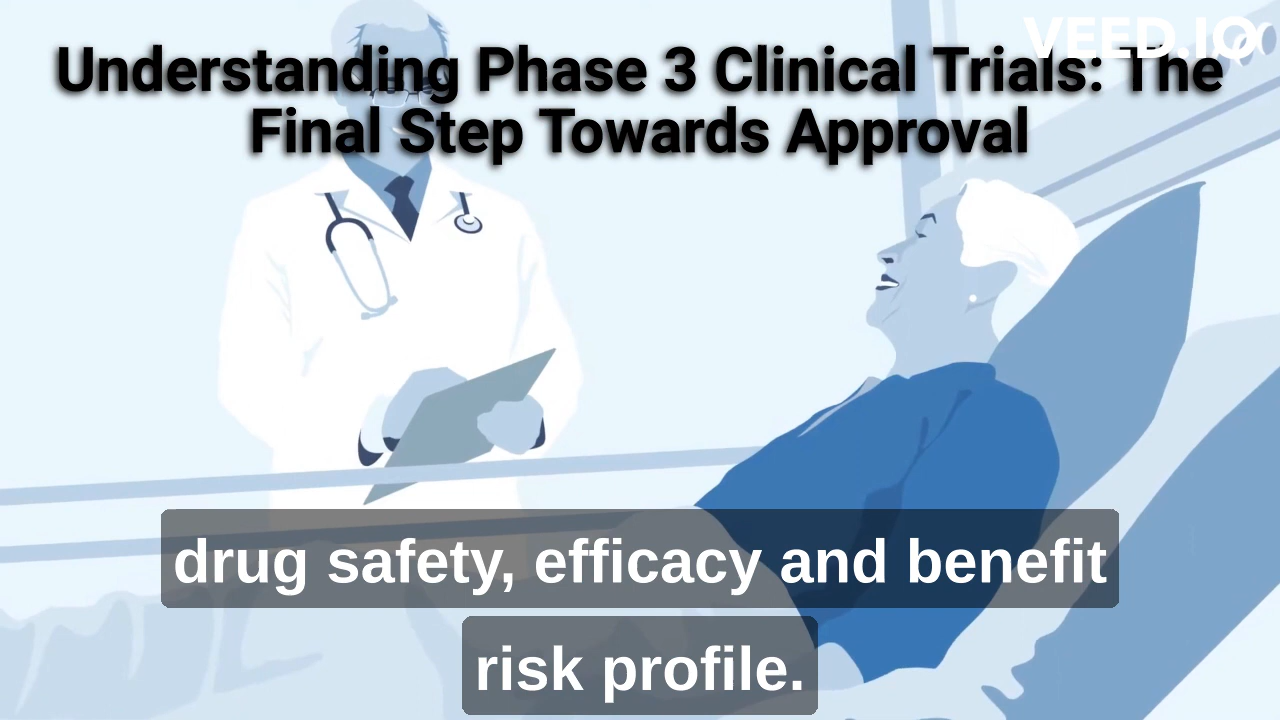 VEED.IO
Understanding Phase 3 Clinical Trials: The
Final Step Towards Approval
drug safety, efficacy and benefit
risk profile.